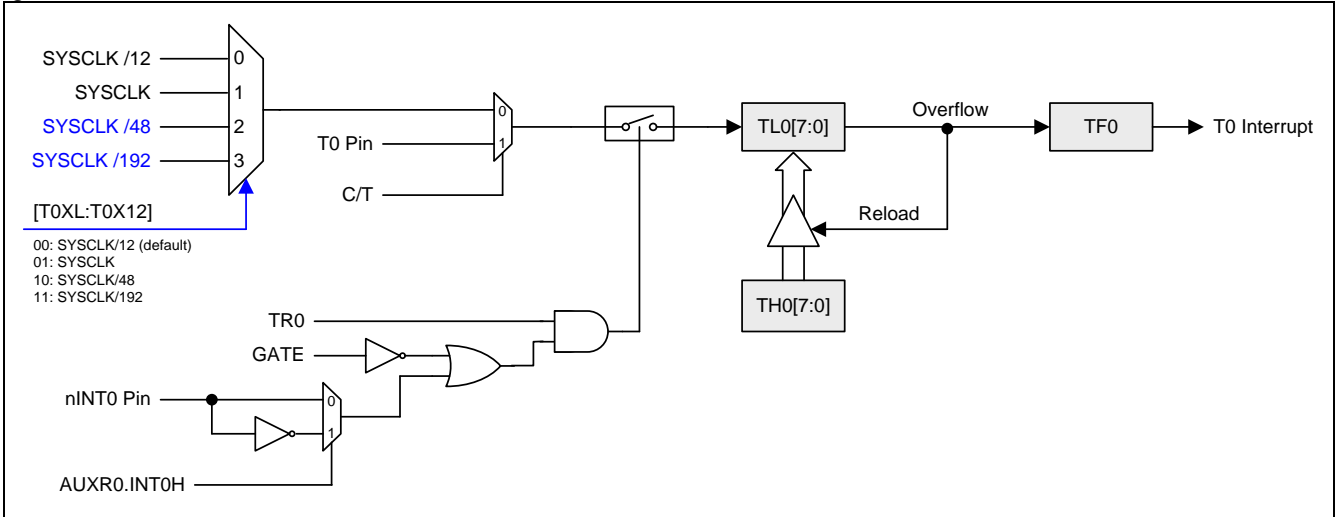 SYSCLK /12
0
SYSCLK
1
SYSCLK /48
2
SYSCLK /192
3
[T0XL:T0X12]
00: SYSCLK/12 (default)
01: SYSCLK
10: SYSCLK/48
11: SYSCLK/192
0
T0 Pin
1
C/T
TL0[7:0]
Overflow
TF0
T0 Interrupt
Reload
TH0[7:0]
TR0
GATE
nINT0 Pin
0
1
AUXR0.INT0H